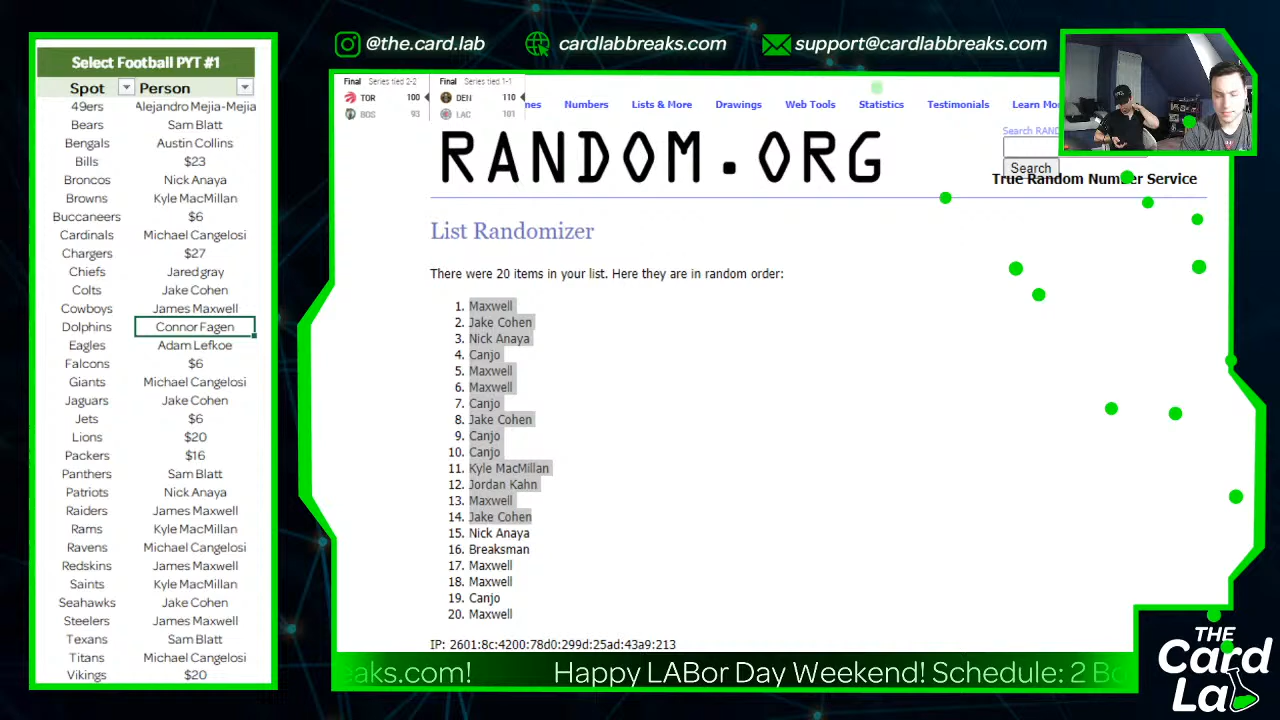 @the.card.lab
cardlabbreaks.com
support@cardlabbreaks.com
Select Football PYT #1
Spot Person
49ers Alejandro Mejia-Mejia
Bears Sam Blatt
Bengals Austin Collins
Bills $23
Broncos Nick Anaya
Browns Kyle MacMillan
Buccaneers $6
Cardinals Michael Cangelosi
Chargers $27
Chiefs Jared gray
Colts Jake Cohen
Cowboys James Maxwell
Dolphins Connor Fagen
Eagles Adam Lefkoe
Falcons $6
Giants Michael Cangelosi
Jaguars Jake Cohen
Jets $6
Lions $20
Packers $16
Panthers Sam Blatt
Patriots Nick Anaya
Raiders James Maxwell
Rams Kyle MacMillan
Ravens Michael Cangelosi
Redskins James Maxwell
Saints Kyle MacMillan
Seahawks Jake Cohen
Steelers James Maxwell
Texans Sam Blatt
Titans Michael Cangelosi
Vikings $20
Final Series tied 2-2
TOR 100
BOS 93
Final Series tied 1-1
DEN 110
LAC 101
Numbers Lists & More Drawings Web Tools Statistics Testimonials Learn
RANDOM.ORG
Search
True Random Number Service
List Randomizer
There were 20 items in your list. Here they are in random order:
1. Maxwell
2. Jake Cohen
3. Nick Anaya
4. Canjo
5. Maxwell
6. Maxwell
7. Canjo
8. Jake Cohen
9. Canjo
10. Canjo
11. Kyle MacMillan
12. Jordan Kahn
13. Maxwell
14. Jake Cohen
15. Nick Anaya
16. Breaksman
17. Maxwell
18. Maxwell
19. Canjo
20. Maxwell
IP: 2601:8c:4200:78d0:299d:25ad:43a9:213
eaks.com! Happy LABor Day Weekend! Schedule: 2 Bo
THE
Card
Lab